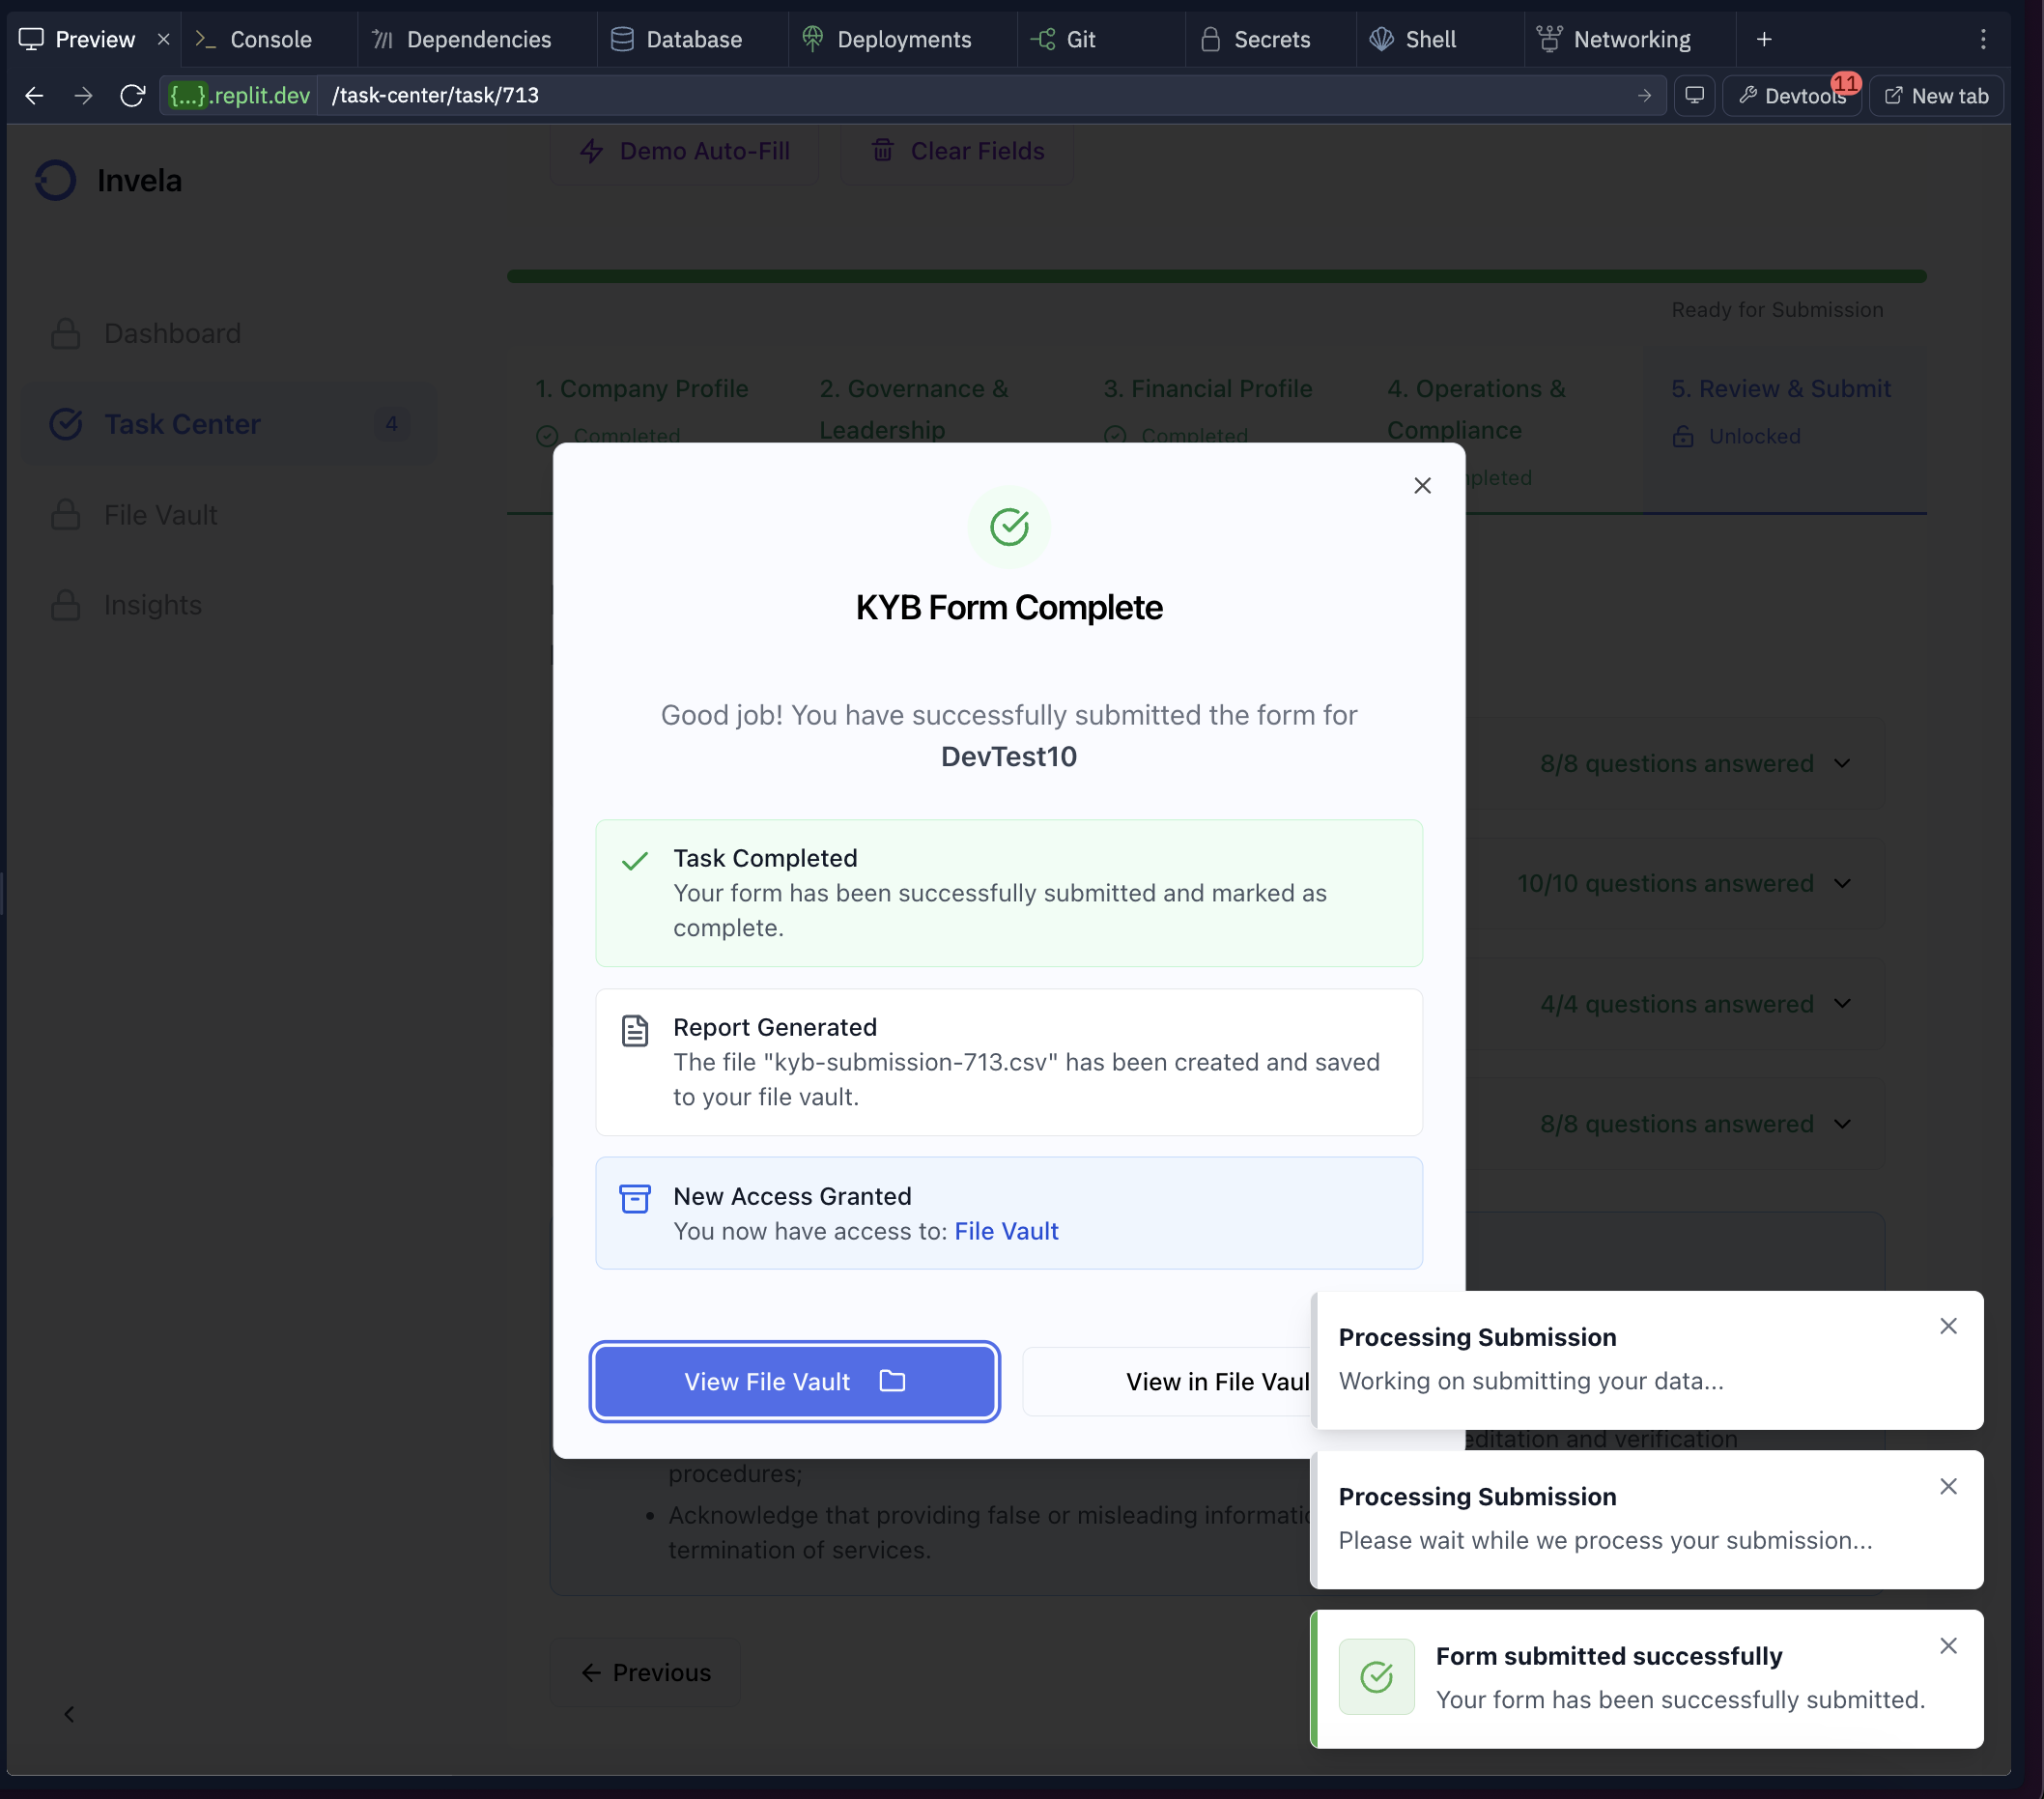 Preview
Console
Dependencies
Database
Deployments
Git
Secrets
Shell
Networking
{...}.replit.dev
/task-center/task/713
Devtools
11
New tab
Invela
Demo Auto-Fill
Clear Fields
Ready for Submission
Dashboard
Task Center
4
File Vault
Insights
1. Company Profile
Completed
2. Governance &
Leadership
3. Financial Profile
Completed
4. Operations &
Compliance
pleted
5. Review & Submit
Unlocked
KYB Form Complete
Good job! You have successfully submitted the form for
DevTest10
8/8 questions answered
Task Completed
Your form has been successfully submitted and marked as
complete.
10/10 questions answered
Report Generated
The file "kyb-submission-713.csv" has been created and saved
to your file vault.
4/4 questions answered
8/8 questions answered
New Access Granted
You now have access to: File Vault
View File Vault
View in File Vaul
Processing Submission
Working on submitting your data...
editation and verification
procedures;
Acknowledge that providing false or misleading informatio
termination of services.
Processing Submission
Please wait while we process your submission...
Form submitted successfully
Your form has been successfully submitted.
Previous